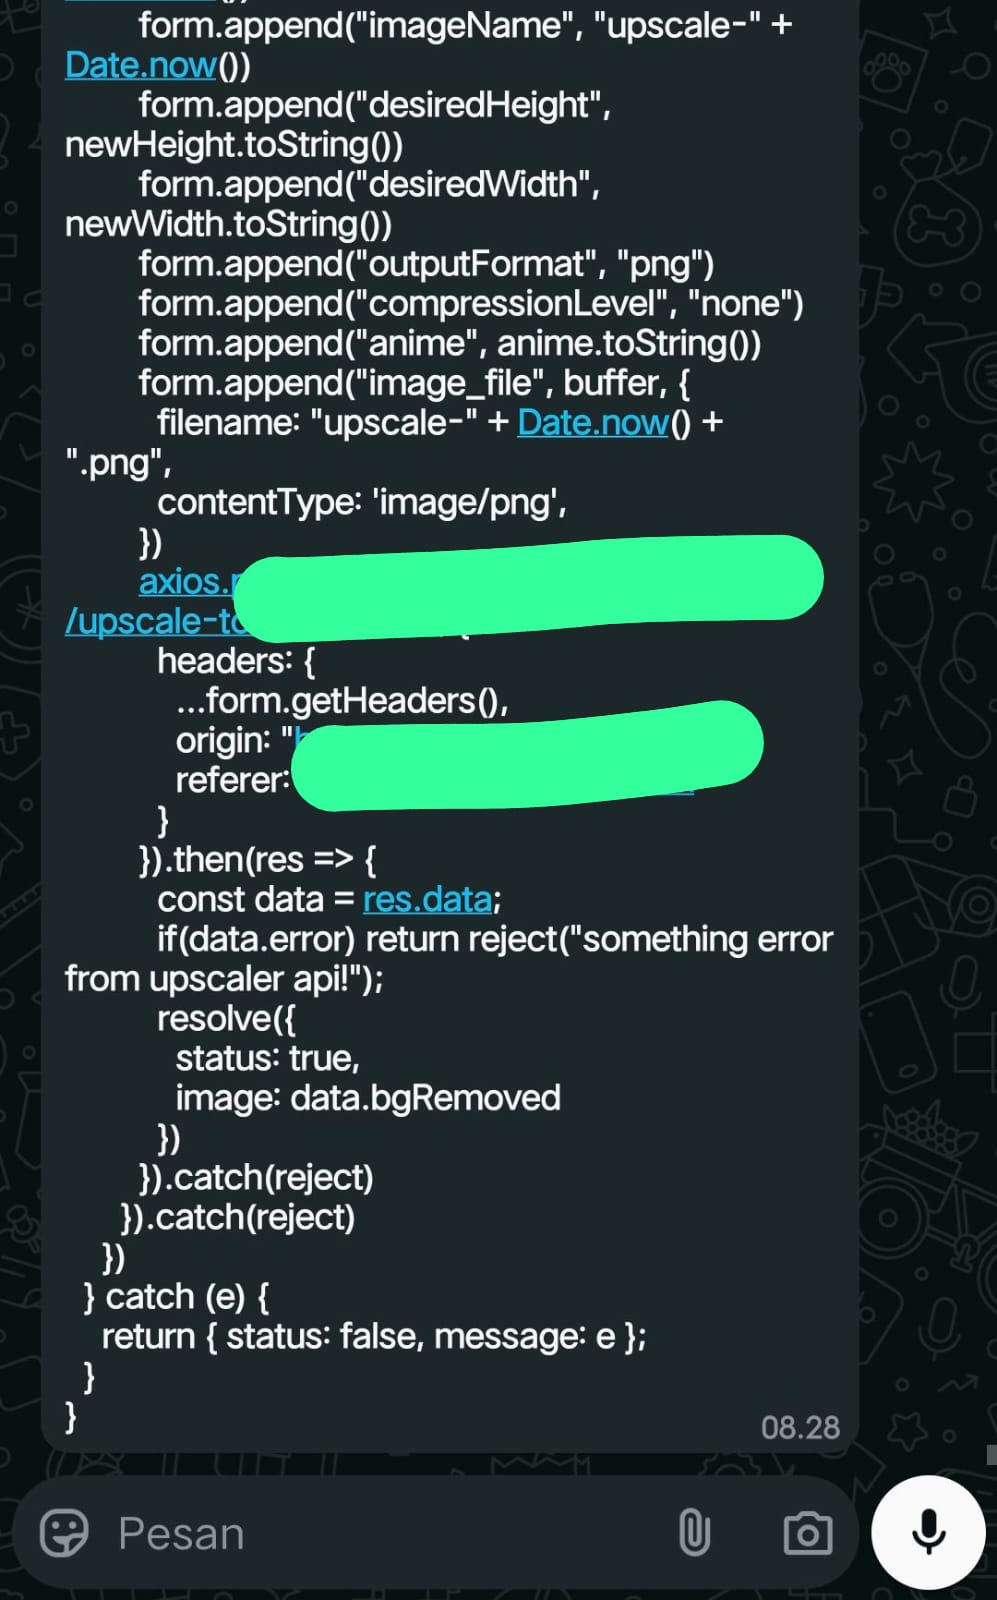 form.append("imageName", "upscale-" +
Date.now())
form.append("desiredHeight",
newHeight.toString())
form.append("desiredWidth",
newWidth.toString())
form.append("outputFormat", "png")
form.append("compressionLevel", "none")
form.append("anime", anime.toString())
form.append("image_file", buffer, {
filename: "upscale-" + Date.now() +
".png",
contentType: 'image/png',
})
axios.
/upscale-
headers: {
...form.getHeaders(),
origin: "
referer:
}
}).then(res => {
const data = res.data;
if(data.error) return reject("something error
from upscaler api!");
resolve({
status: true,
image: data.bgRemoved
})
}).catch(reject)
}).catch(reject)
})
} catch (e) {
return { status: false, message: e };
}
}
08.28
Pesan